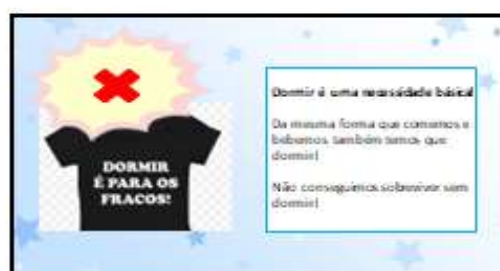 DORMIR
É PARA OS
FRACOS!
Dormir é uma necessidade básica!
Da mesma forma que comemos e
bebemos também temos que
dormir!
Não conseguimos sobreviver sem
dormir!